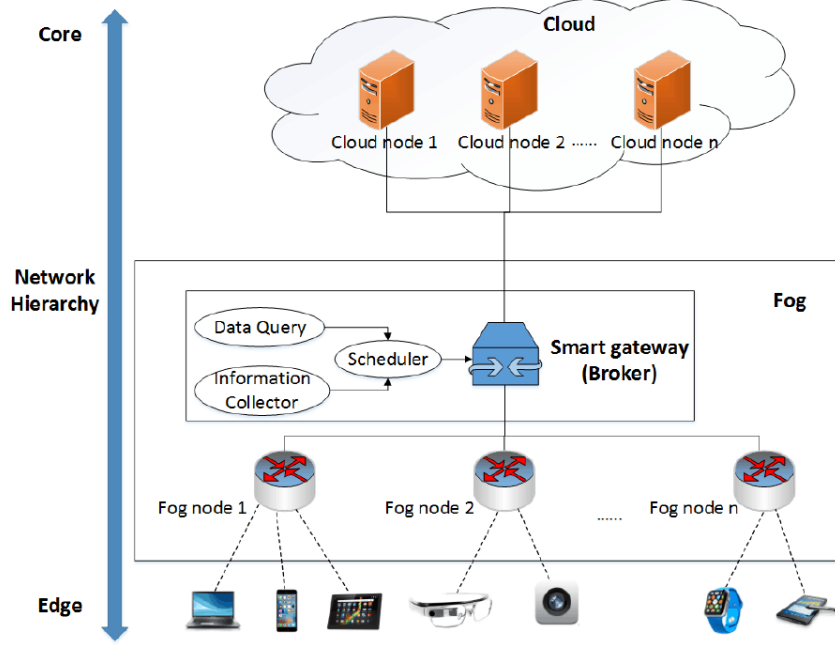 Core
Cloud
Cloud node 1
Cloud node 2
......
Cloud node n
Network
Hierarchy
Fog
Data Query
Scheduler
Information
Collector
Smart gateway
(Broker)
Fog node 1
Fog node 2
......
Fog node n
Edge